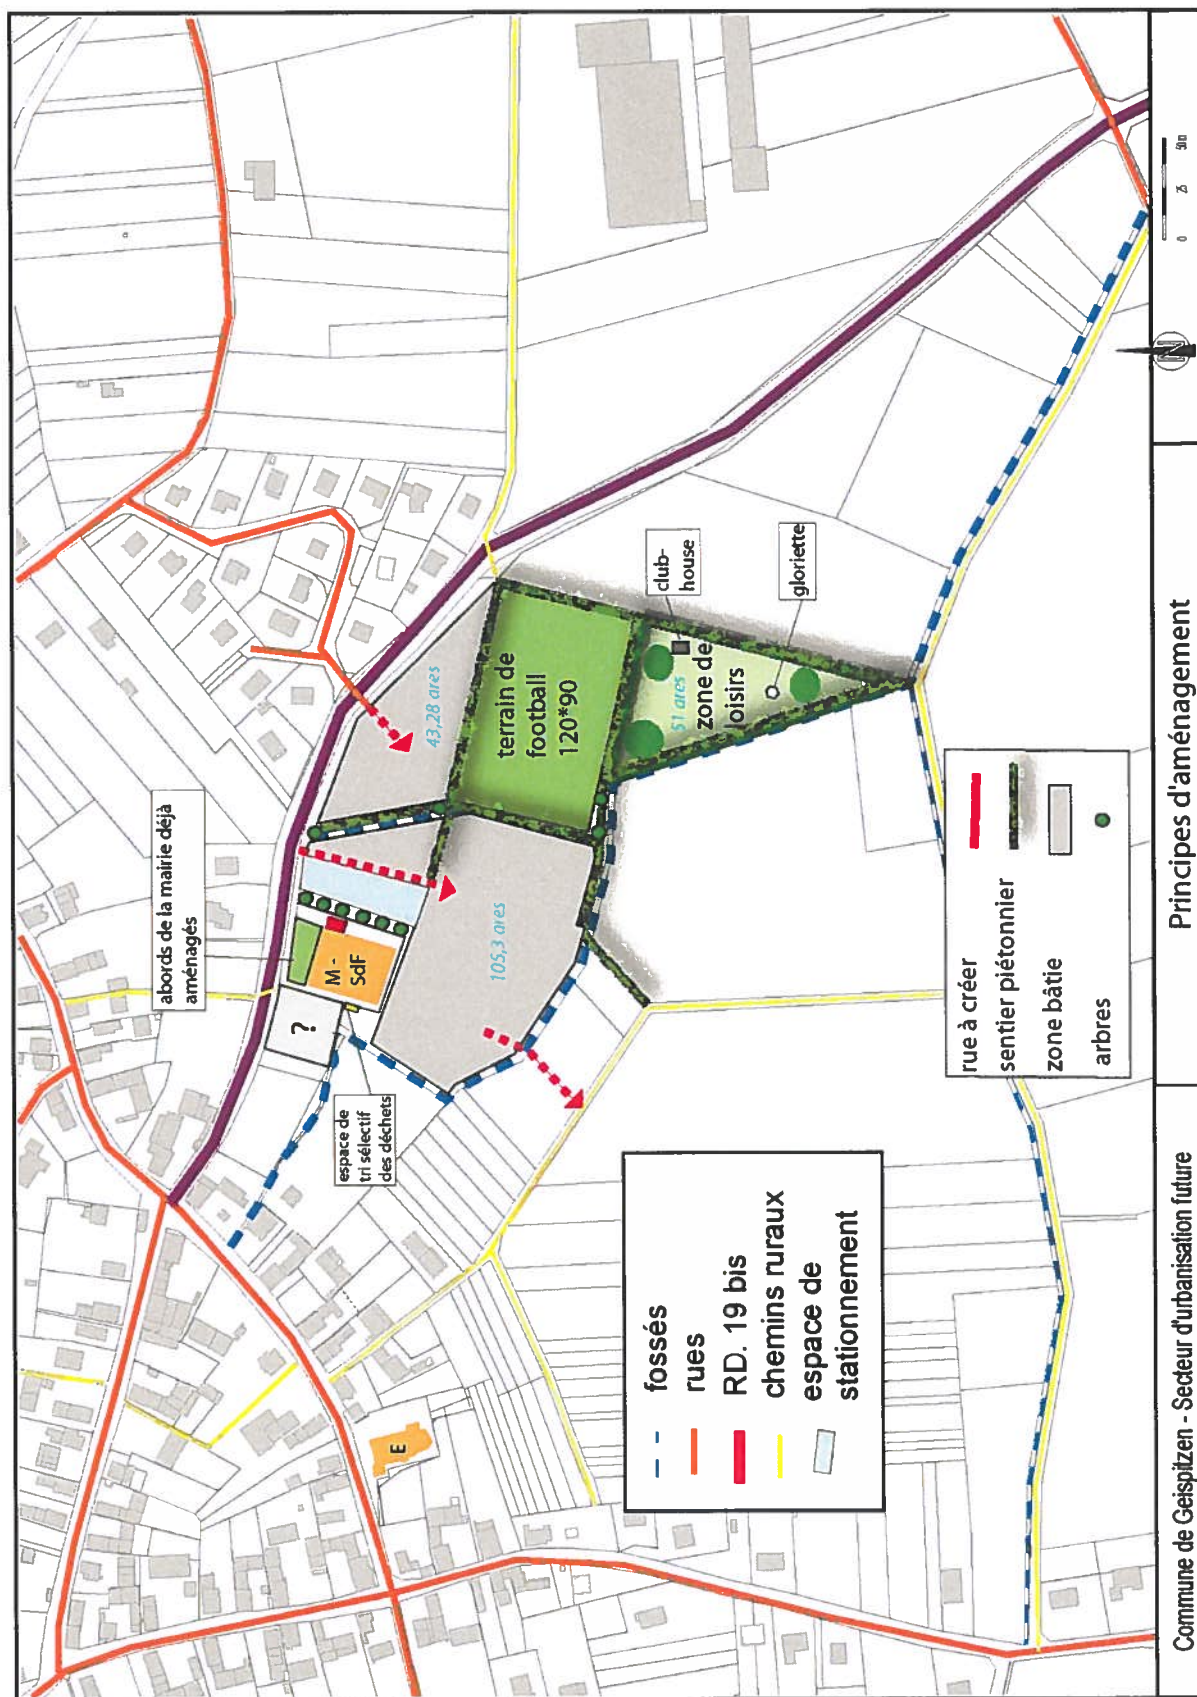 abords de la mairie déjà
aménagés
M -
SdF
?
espace de
tri sélectif
des déchets
43,28 ares
105,3 ares
terrain de
football
120*90
51 ares
zone de
loisirs
club-
house
gloriette
E
fossés
rues
RD. 19 bis
chemins ruraux
espace de
stationnement
rue à créer
sentier piétonnier
zone bâtie
arbres
Commune de Geispitzen - Secteur d'urbanisation future
Principes d'aménagement
N
0 25 50 m